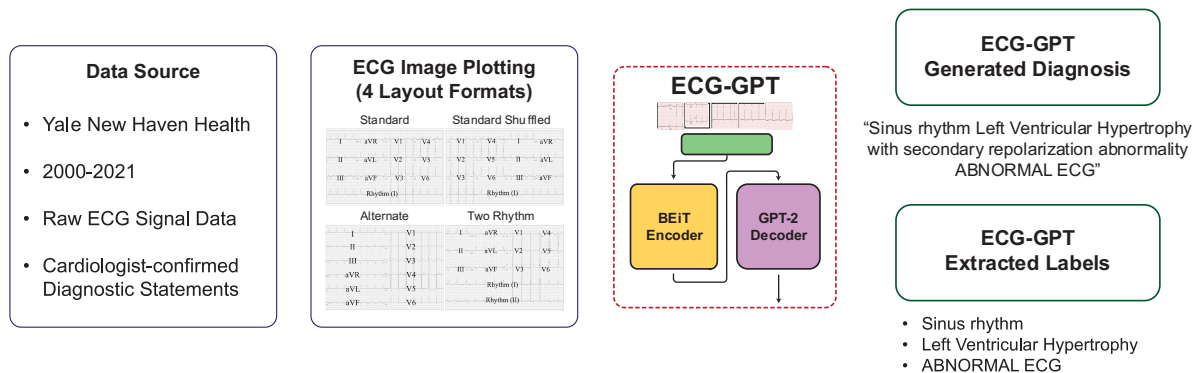 Data Source
• Yale New Haven Health
• 2000-2021
• Raw ECG Signal Data
• Cardiologist-confirmed
Diagnostic Statements
ECG Image Plotting
(4 Layout Formats)
Standard
I aVR V1 V4
II aVL V2 V5
III aVF V3 V6
Rhythm (I)
Standard Shuffled
V1 V4 I aVR
V2 V5 II aVL
V3 V6 III aVF
Rhythm (I)
Alternate
I V1
II V2
III V3
aVR V4
aVL V5
aVF V6
Two Rhythm
I aVR V1 V4
II aVL V2 V5
III aVF V3 V6
Rhythm (I)
Rhythm (II)
ECG-GPT
BEiT
Encoder
GPT-2
Decoder
ECG-GPT
Generated Diagnosis
“Sinus rhythm Left Ventricular Hypertrophy
with secondary repolarization abnormality
ABNORMAL ECG”
ECG-GPT
Extracted Labels
• Sinus rhythm
• Left Ventricular Hypertrophy
• ABNORMAL ECG